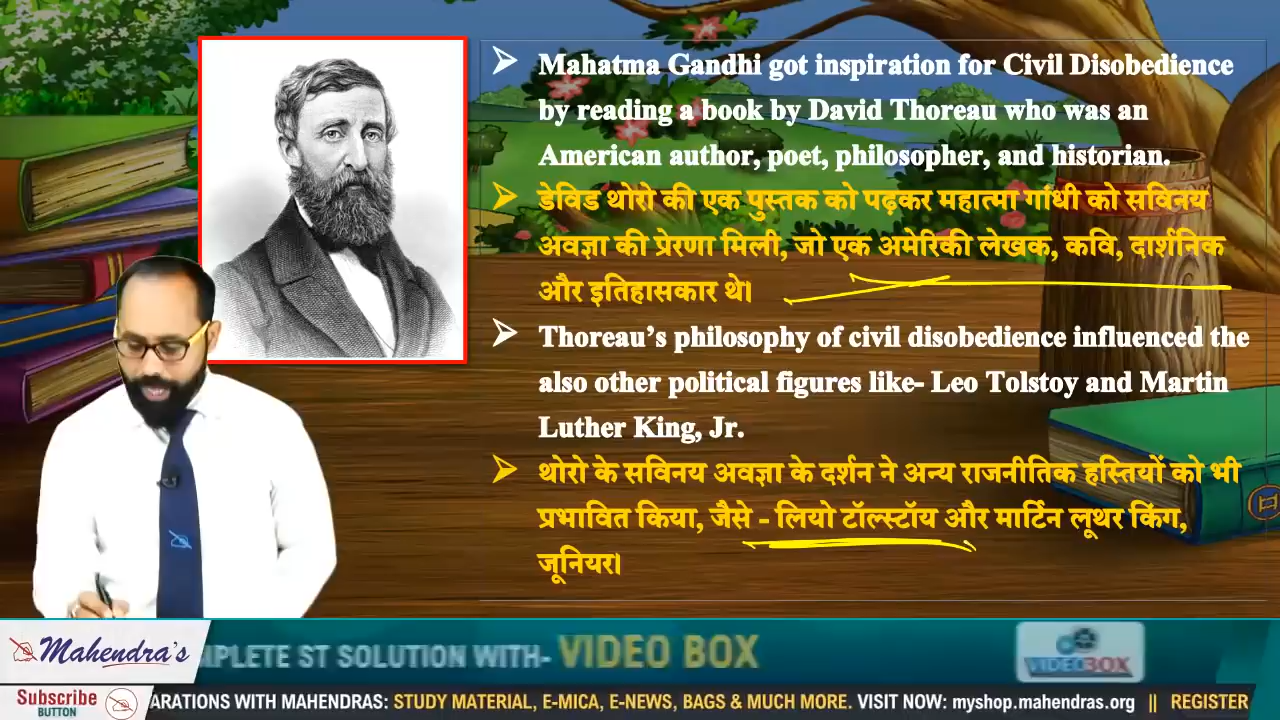 Mahatma Gandhi got inspiration for Civil Disobedience
by reading a book by David Thoreau who was an
American author, poet, philosopher, and historian.
डेविड थोरो की एक पुस्तक को पढ़कर महात्मा गांधी को सविनय
अवज्ञा की प्रेरणा मिली, जो एक अमेरिकी लेखक, कवि, दार्शनिक
और इतिहासकार थे।
Thoreau’s philosophy of civil disobedience influenced the
also other political figures like- Leo Tolstoy and Martin
Luther King, Jr.
थोरो के सविनय अवज्ञा के दर्शन ने अन्य राजनीतिक हस्तियों को भी
प्रभावित किया, जैसे - लियो टॉल्स्टॉय और मार्टिन लूथर किंग,
जूनियर।
Mahendra's
MPLETE ST SOLUTION WITH- VIDEO BOX
VIDEOBOX
Subscribe
BUTTON
ARATIONS WITH MAHENDRAS: STUDY MATERIAL, E-MICA, E-NEWS, BAGS & MUCH MORE. VISIT NOW: myshop.mahendras.org || REGISTER